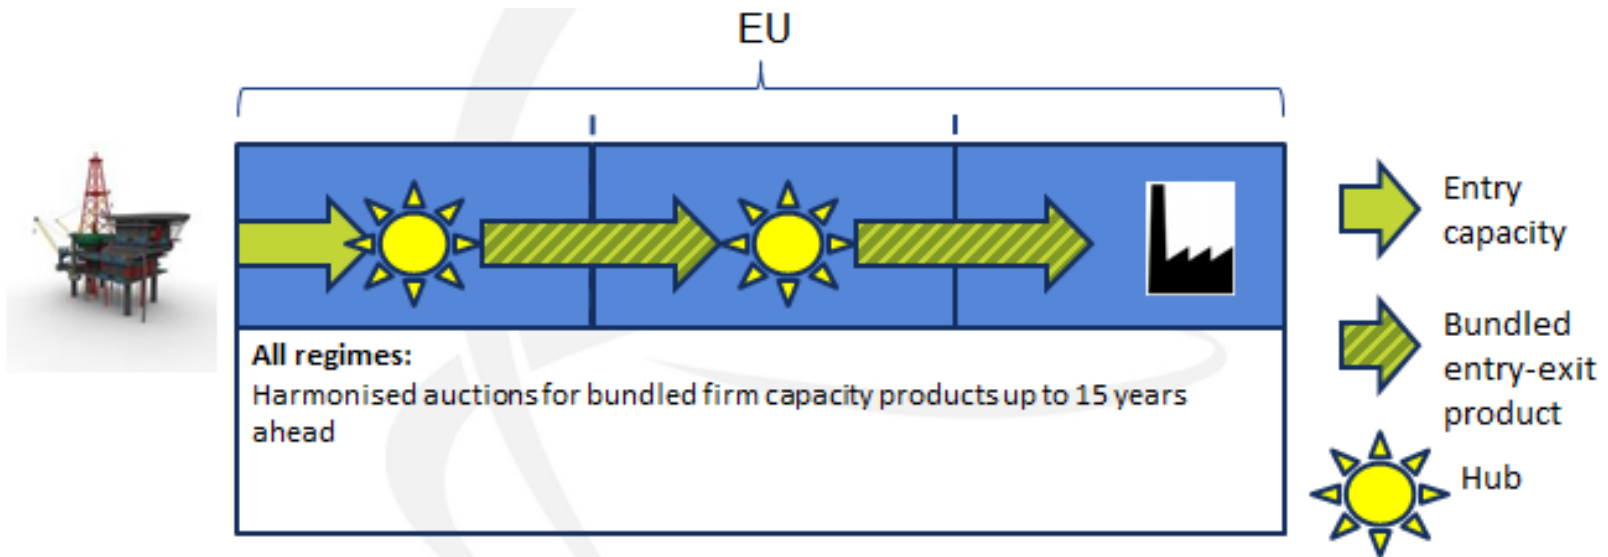 EU
All regimes:
Harmonised auctions for bundled firm capacity products up to 15 years
ahead
Entry
capacity
Bundled
entry-exit
product
Hub